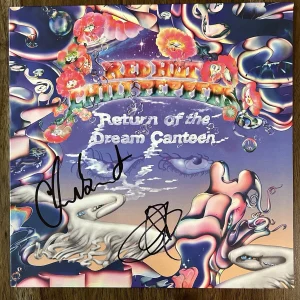 RED HOT
CHILI PEPPERS
Return of the
Dream Canteen